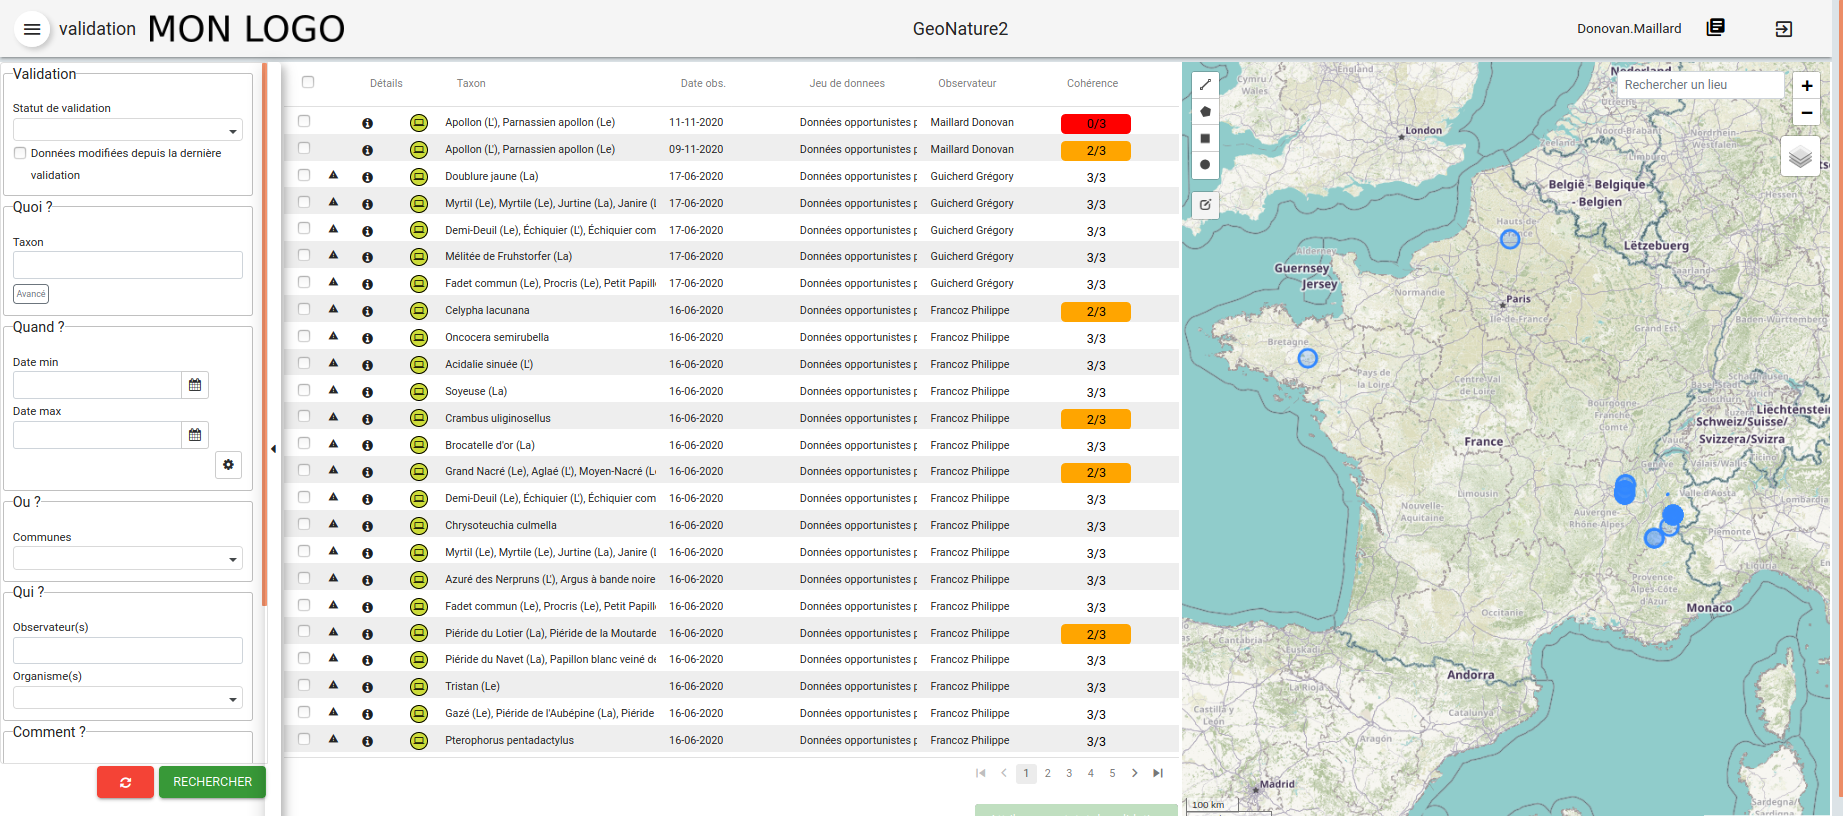 validation MON LOGO GeoNature2 Donovan.Maillard
Validation
Statut de validation
Données modifiées depuis la dernière
validation
Quoi ?
Taxon
Avancé
Quand ?
Date min
Date max
Ou ?
Communes
Qui ?
Observateur(s)
Organisme(s)
Comment ?
RECHERCHER
Détails Taxon Date obs. Jeu de donnees Observateur Cohérence
Apollon (L'), Parnassien apollon (Le) 11-11-2020 Données opportunistes p Maillard Donovan 0/3
Apollon (L'), Parnassien apollon (Le) 09-11-2020 Données opportunistes p Maillard Donovan 2/3
Doublure jaune (La) 17-06-2020 Données opportunistes p Guicherd Grégory 3/3
Myrtil (Le), Myrtile (Le), Jurtine (La), Janire (L 17-06-2020 Données opportunistes p Guicherd Grégory 3/3
Demi-Deuil (Le), Échiquier (L'), Échiquier com 17-06-2020 Données opportunistes p Guicherd Grégory 3/3
Mélitée de Fruhstorfer (La) 17-06-2020 Données opportunistes p Guicherd Grégory 3/3
Fadet commun (Le), Procris (Le), Petit Papill 17-06-2020 Données opportunistes p Guicherd Grégory 3/3
Celypha lacunana 16-06-2020 Données opportunistes p Francoz Philippe 2/3
Oncocera semirubella 16-06-2020 Données opportunistes p Francoz Philippe 3/3
Acidalie sinuée (L') 16-06-2020 Données opportunistes p Francoz Philippe 3/3
Soyeuse (La) 16-06-2020 Données opportunistes p Francoz Philippe 3/3
Crambus uliginosellus 16-06-2020 Données opportunistes p Francoz Philippe 2/3
Brocatelle d'or (La) 16-06-2020 Données opportunistes p Francoz Philippe 3/3
Grand Nacré (Le), Aglaé (L'), Moyen-Nacré (Le 16-06-2020 Données opportunistes p Francoz Philippe 2/3
Demi-Deuil (Le), Échiquier (L'), Échiquier com 16-06-2020 Données opportunistes p Francoz Philippe 3/3
Chrysoteuchia culmella 16-06-2020 Données opportunistes p Francoz Philippe 3/3
Myrtil (Le), Myrtile (Le), Jurtine (La), Janire (L 16-06-2020 Données opportunistes p Francoz Philippe 3/3
Azuré des Nerpruns (L'), Argus à bande noire 16-06-2020 Données opportunistes p Francoz Philippe 3/3
Fadet commun (Le), Procris (Le), Petit Papill 16-06-2020 Données opportunistes p Francoz Philippe 3/3
Piéride du Lotier (La), Piéride de la Moutarde 16-06-2020 Données opportunistes p Francoz Philippe 2/3
Piéride du Navet (La), Papillon blanc veiné de 16-06-2020 Données opportunistes p Francoz Philippe 3/3
Tristan (Le) 16-06-2020 Données opportunistes p Francoz Philippe 3/3
Gazé (Le), Piéride de l'Aubépine (La), Piéride 16-06-2020 Données opportunistes p Francoz Philippe 3/3
Pterophorus pentadactylus 16-06-2020 Données opportunistes p Francoz Philippe 3/3
1 2 3 4 5
Rechercher un lieu
+
−
Cymru /
Wales
England
Nederland
London
Zeeland
Noord-Brabant
Limburg
Nordrhein-
Westfalen
België - Belgique
- Belgien
Hessen
Hauts-de-
France
Lëtzebuerg
Saarland
Alderney
Guernsey
Jersey
Normandie
Paris
Île-de-France
Grand Est
Baden-Württemberg
Bretagne
Pays de
la Loire
Centre-Val
de Loire
Bourgogne-
Franche-
Comté
Schaffhausen
Basel-Stadt
Solothurn
Luzern
Liechtenstein
Schweiz/Suisse/
Svizzera/Svizra
Vaud
Ticino
Genève
Valais/Wallis
France
Limousin
Valle d'Aosta
Lombardia
Nouvelle-
Aquitaine
Auvergne-
Rhône-Alpes
Piemonte
Liguria
Provence-
Alpes-Côte
d'Azur
Occitanie
Monaco
Cantabria
Euskadi
Andorra
La Rioja
Castilla y
León
Aragón
Catalunya
Madrid
100 km
Sardegna/